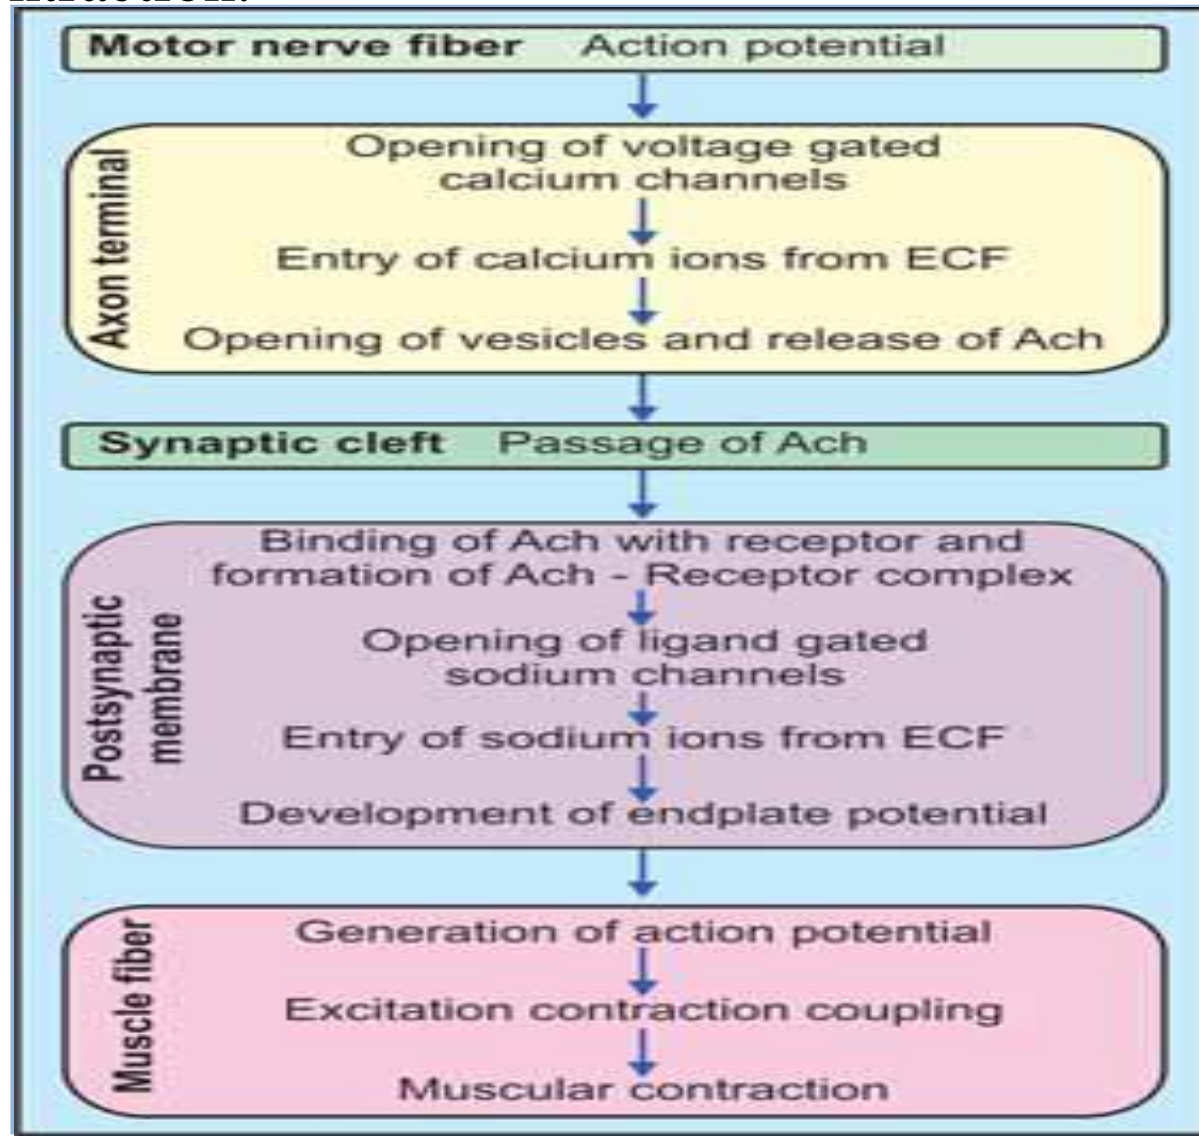 Motor nerve fiber Action potential
Axon terminal
Opening of voltage gated
calcium channels
Entry of calcium ions from ECF
Opening of vesicles and release of Ach
Synaptic cleft Passage of Ach
Postsynaptic
membrane
Binding of Ach with receptor and
formation of Ach - Receptor complex
Opening of ligand gated
sodium channels
Entry of sodium ions from ECF
Development of endplate potential
Muscle fiber
Generation of action potential
Excitation contraction coupling
Muscular contraction